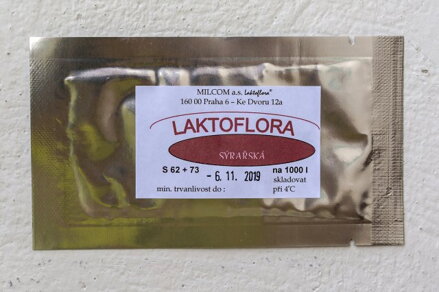 MILCOM a.s. Laktoflora®
160 00 Praha 6 – Ke Dvoru 12a
LAKTOFLORA
SÝRAŘSKÁ
S 62 + 73 na 1000 l
– 6. 11. 2019 skladovat
min. trvanlivost do : při 4°C